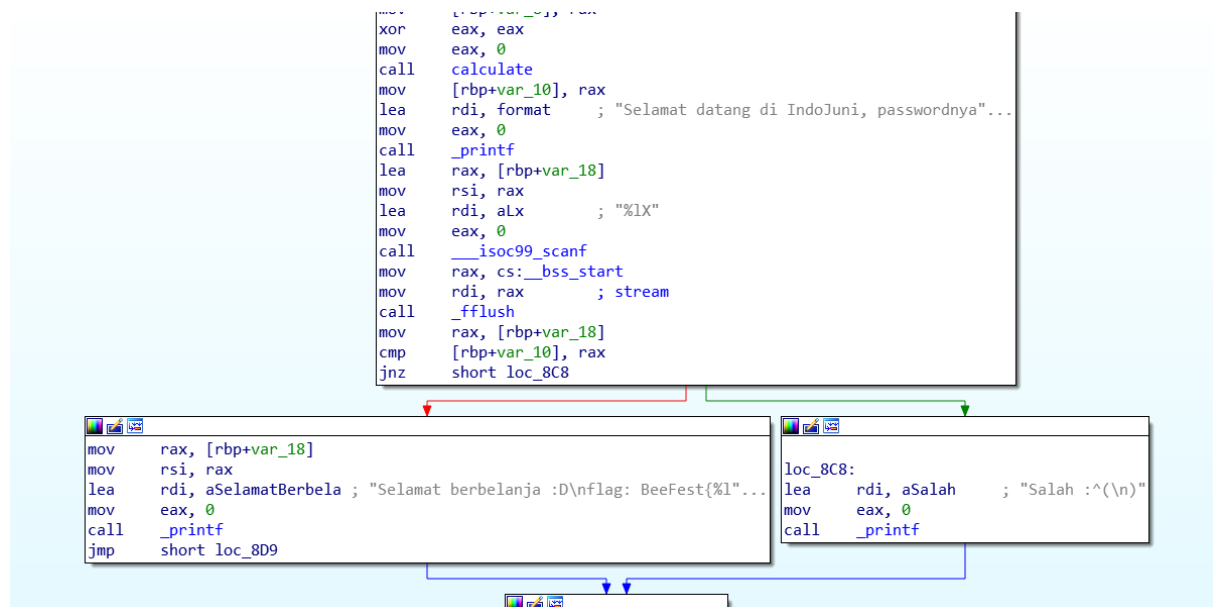 xor eax, eax
mov eax, 0
call calculate
mov [rbp+var_10], rax
lea rdi, format ; "Selamat datang di IndoJuni, passwordnya"...
mov eax, 0
call _printf
lea rax, [rbp+var_18]
mov rsi, rax
lea rdi, aLx ; "%lX"
mov eax, 0
call ___isoc99_scanf
mov rax, cs:__bss_start
mov rdi, rax ; stream
call _fflush
mov rax, [rbp+var_18]
cmp [rbp+var_10], rax
jnz short loc_8C8
mov rax, [rbp+var_18]
mov rsi, rax
lea rdi, aSelamatBerbela ; "Selamat berbelanja :D\nflag: BeeFest{%l"...
mov eax, 0
call _printf
jmp short loc_8D9
loc_8C8:
lea rdi, aSalah ; "Salah :^(\n)"
mov eax, 0
call _printf